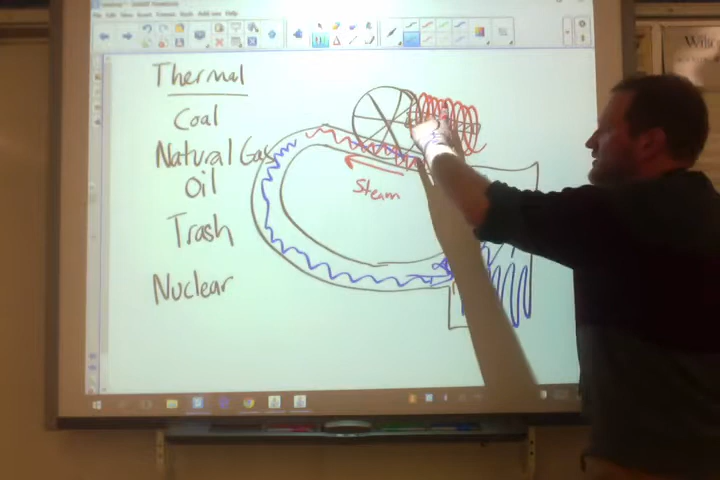 Thermal
Coal
Natural Gas
Oil
Steam
Trash
Nuclear